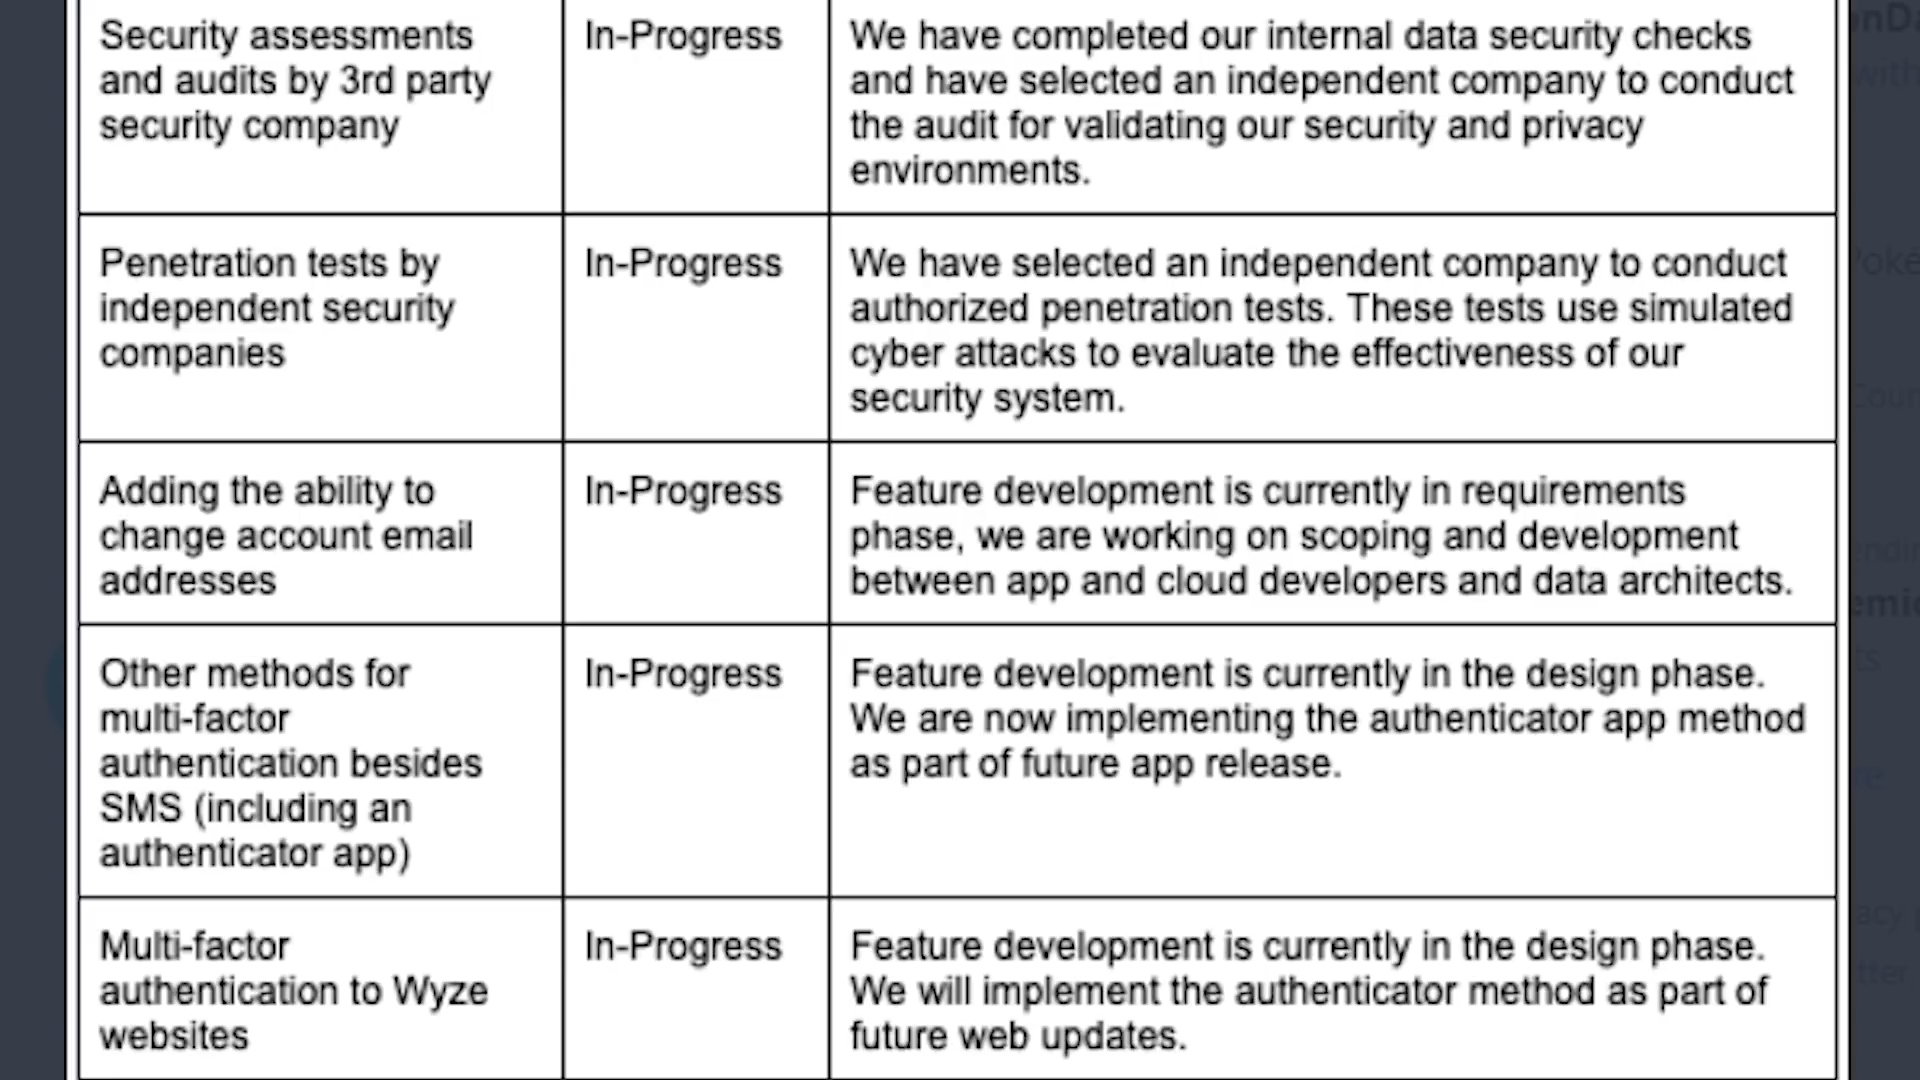 Security assessments
and audits by 3rd party
security company
In-Progress
We have completed our internal data security checks
and have selected an independent company to conduct
the audit for validating our security and privacy
environments.
Penetration tests by
independent security
companies
In-Progress
We have selected an independent company to conduct
authorized penetration tests. These tests use simulated
cyber attacks to evaluate the effectiveness of our
security system.
Adding the ability to
change account email
addresses
In-Progress
Feature development is currently in requirements
phase, we are working on scoping and development
between app and cloud developers and data architects.
Other methods for
multi-factor
authentication besides
SMS (including an
authenticator app)
In-Progress
Feature development is currently in the design phase.
We are now implementing the authenticator app method
as part of future app release.
Multi-factor
authentication to Wyze
websites
In-Progress
Feature development is currently in the design phase.
We will implement the authenticator method as part of
future web updates.
with